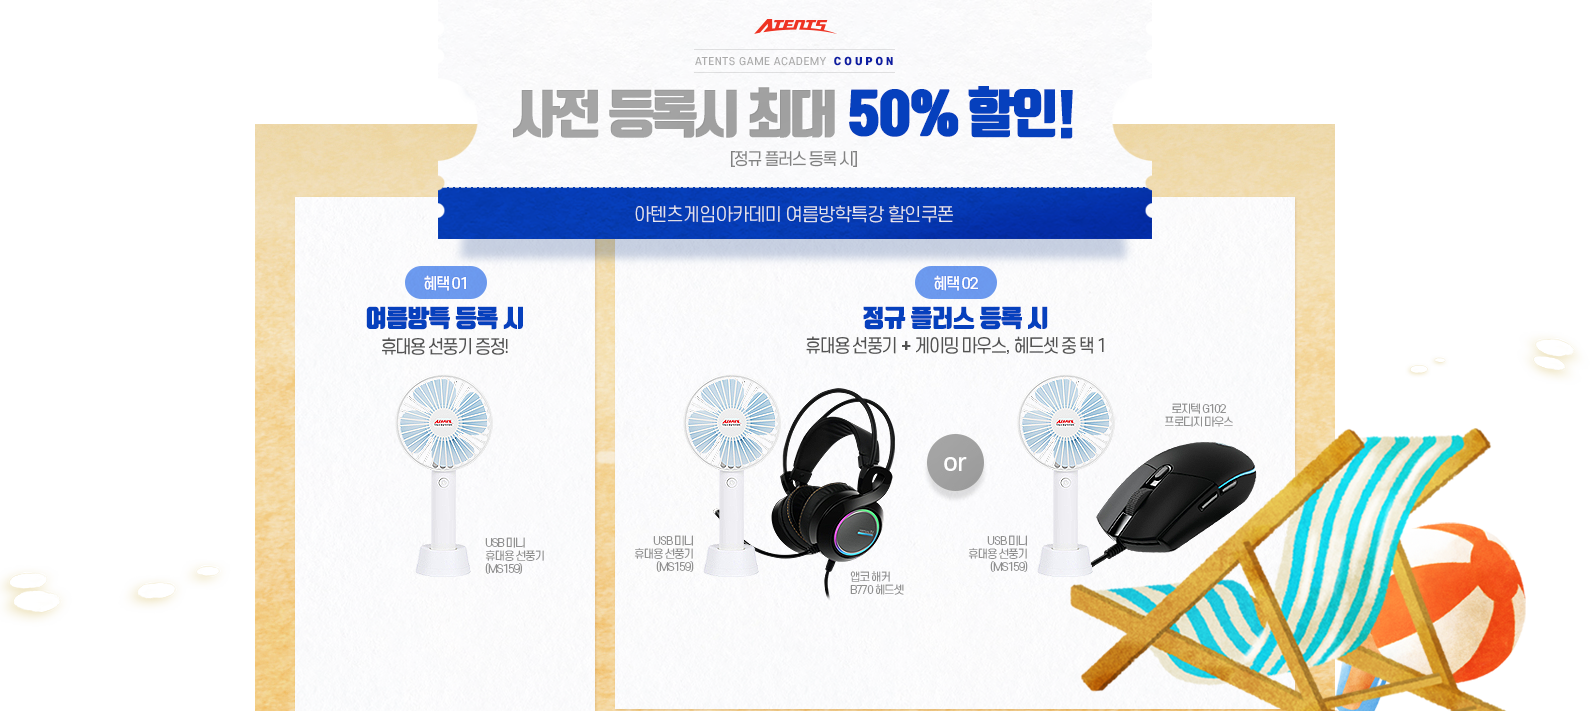 ATENTS
ATENTS GAME ACADEMY COUPON
사전 등록시 최대 50% 할인!
[정규 플러스 등록 시]
아텐츠게임아카데미 여름방학특강 할인쿠폰
혜택01
여름방특 등록 시
휴대용 선풍기 증정!
USB 미니
휴대용 선풍기
(MS159)
혜택02
정규 플러스 등록 시
휴대용 선풍기 + 게이밍 마우스, 헤드셋 중 택 1
USB 미니
휴대용 선풍기
(MS159)
앱코 해커
B770 헤드셋
or
USB 미니
휴대용 선풍기
(MS159)
로지텍 G102
프로디지 마우스